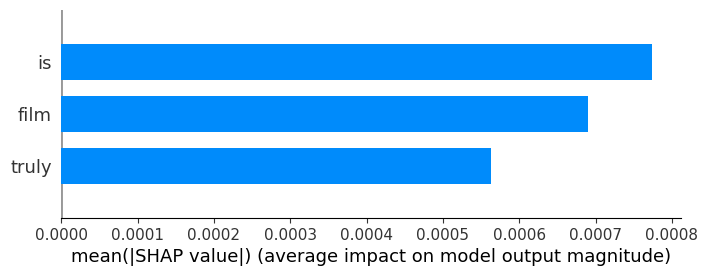 is
film
truly
0.0000 0.0001 0.0002 0.0003 0.0004 0.0005 0.0006 0.0007 0.0008
mean(|SHAP value|) (average impact on model output magnitude)